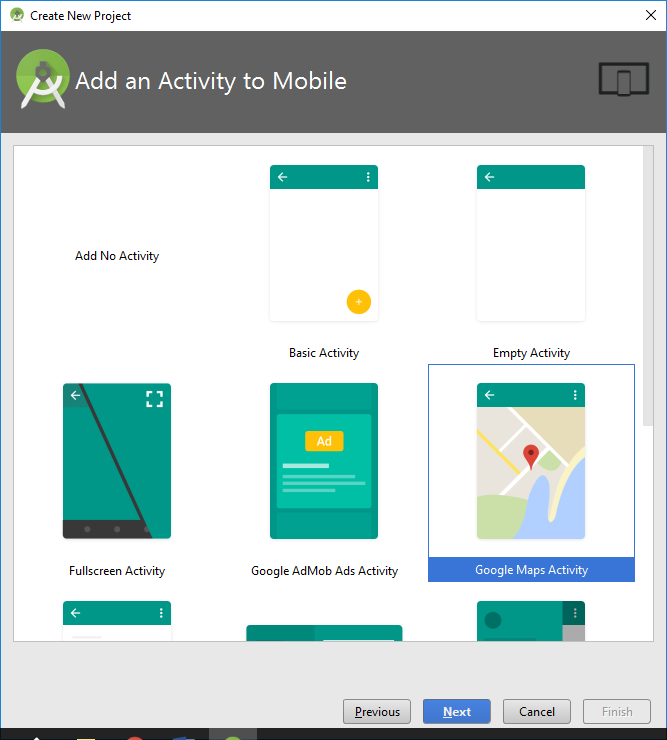 Create New Project
Add an Activity to Mobile
Add No Activity
Basic Activity
Empty Activity
Ad
Fullscreen Activity
Google AdMob Ads Activity
Google Maps Activity
Previous
Next
Cancel
Finish